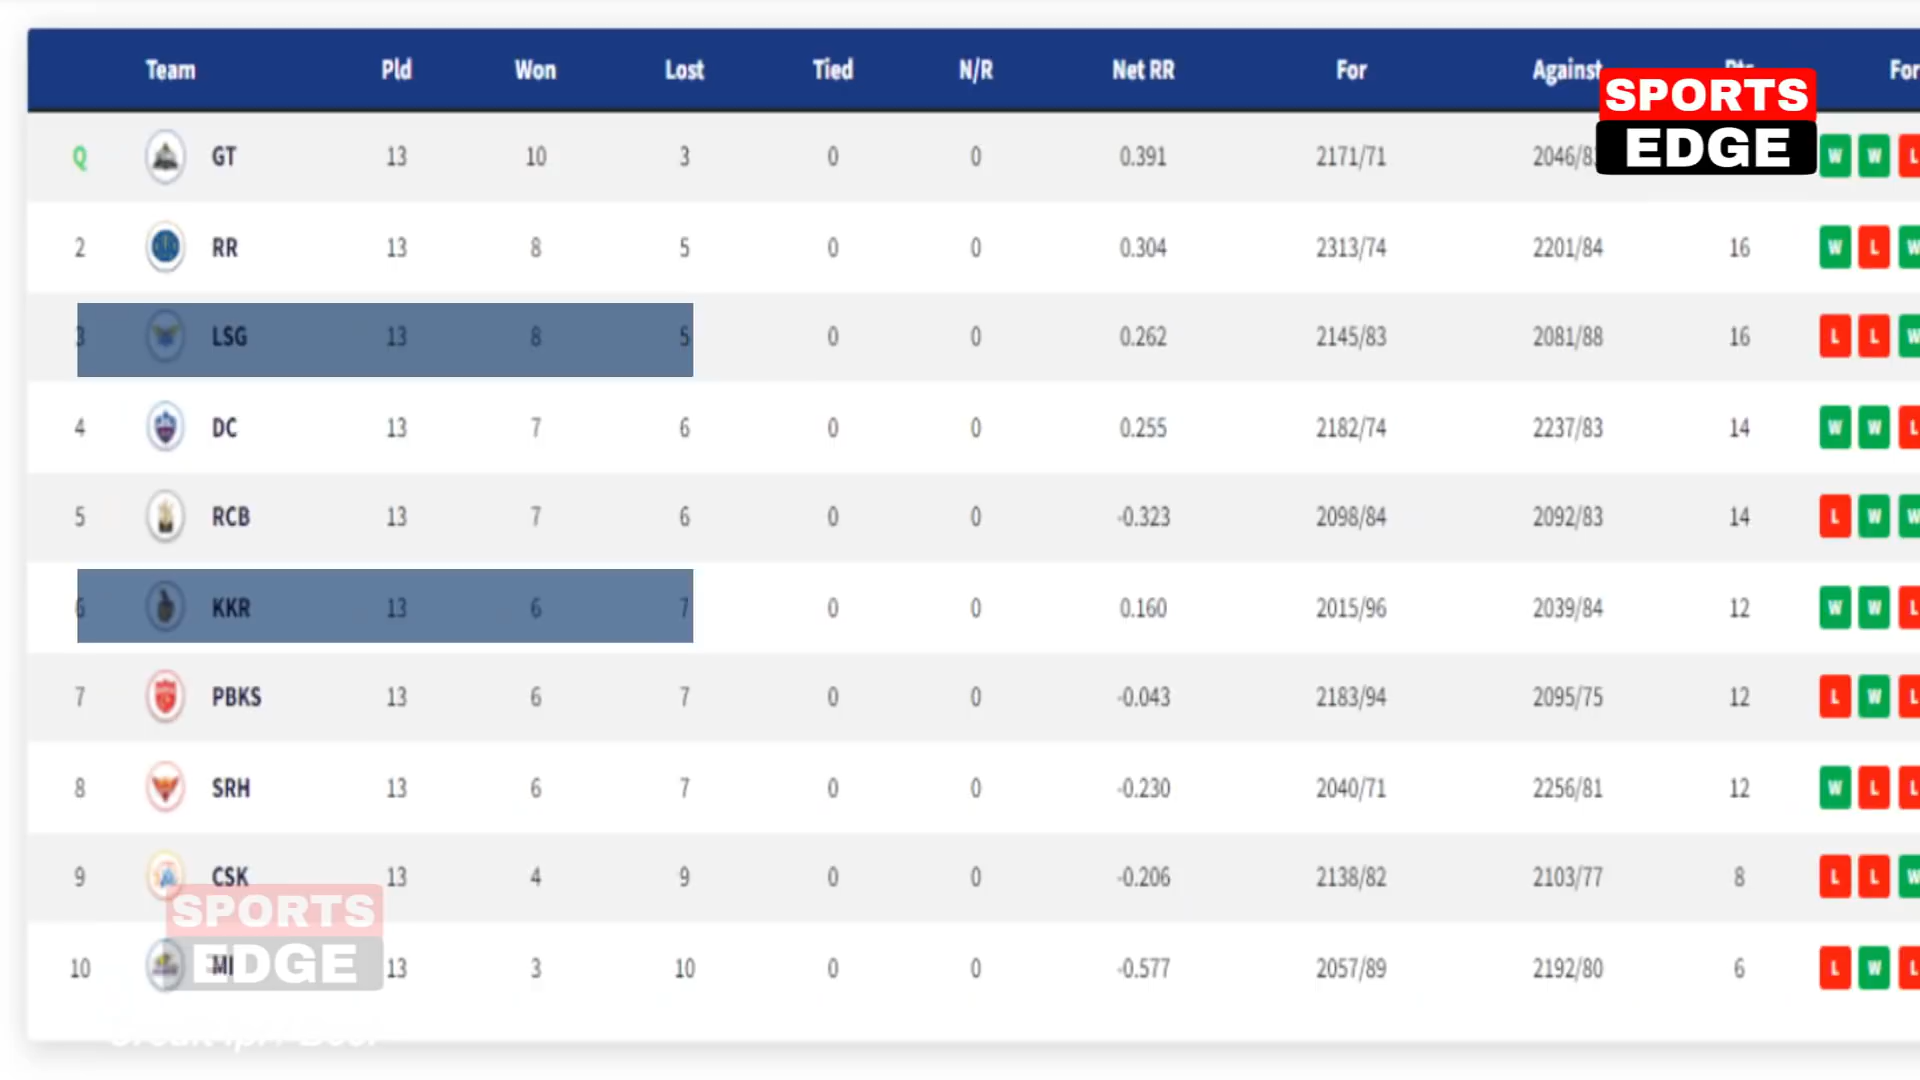 Team Pld Won Lost Tied N/R Net RR For Against
SPORTS
EDGE
Q GT 13 10 3 0 0 0.391 2171/71 W W L
2 RR 13 8 5 0 0 0.304 2313/74 2201/84 16 W L W
3 LSG 13 8 5 0 0 0.262 2145/83 2081/88 16 L L W
4 DC 13 7 6 0 0 0.255 2182/74 2237/83 14 W W L
5 RCB 13 7 6 0 0 -0.323 2098/84 2092/83 14 L W W
6 KKR 13 6 7 0 0 0.160 2015/96 2039/84 12 W W L
7 PBKS 13 6 7 0 0 -0.043 2183/94 2095/75 12 L W L
8 SRH 13 6 7 0 0 -0.230 2040/71 2256/81 12 W L L
9 CSK 13 4 9 0 0 -0.206 2138/82 2103/77 8 L L W
SPORTS
EDGE
10 MI 13 3 10 0 0 -0.577 2057/89 2192/80 6 L W L